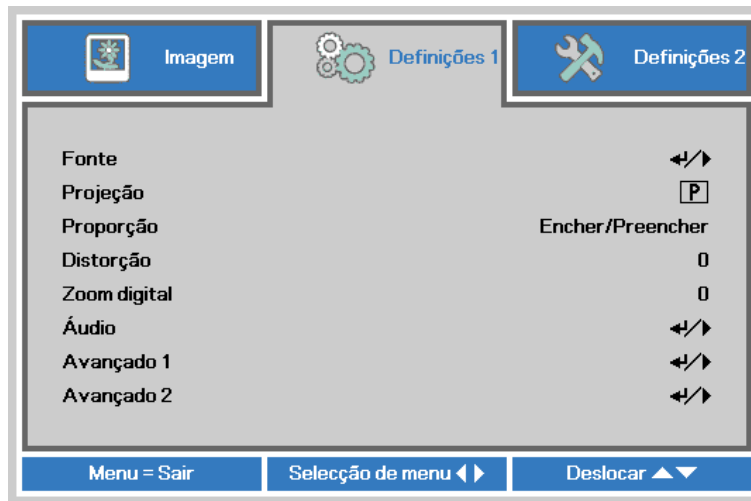 Imagem
Definições 1
Definições 2
Fonte
Projeção P
Proporção Encher/Preencher
Distorção 0
Zoom digital 0
Áudio
Avançado 1
Avançado 2
Menu = Sair
Selecção de menu
Deslocar